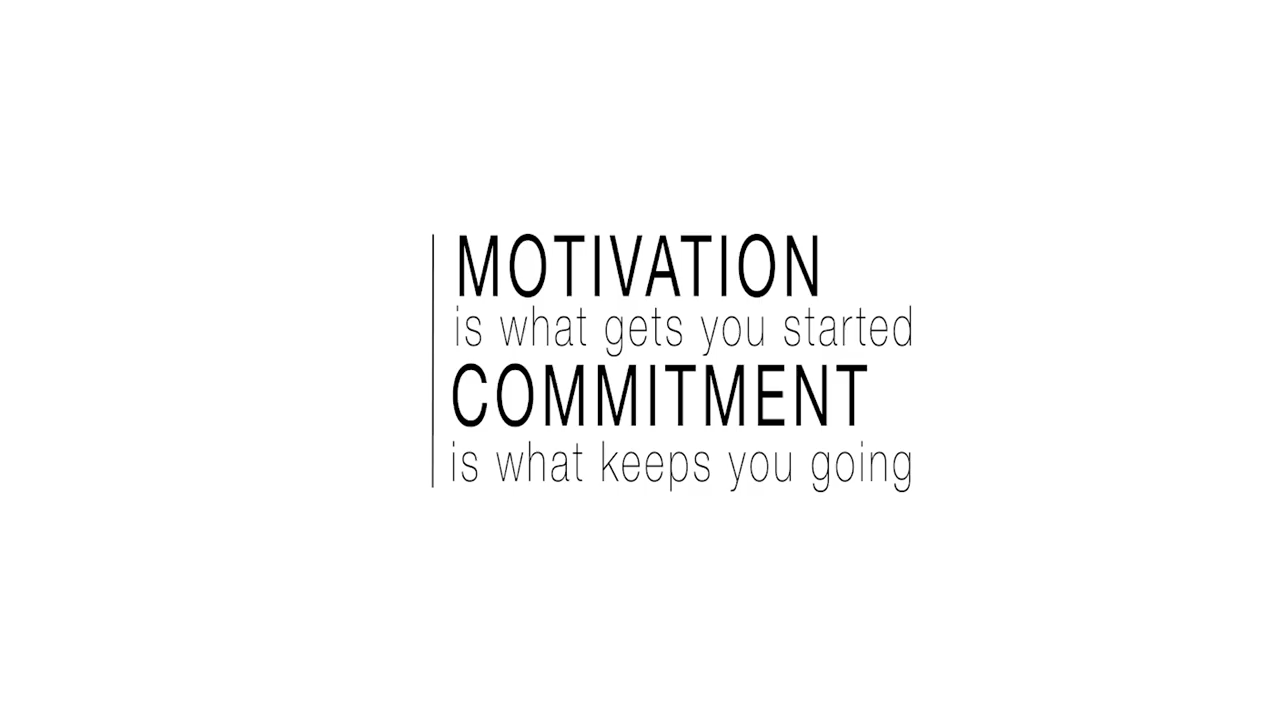 MOTIVATION
is what gets you started
COMMITMENT
is what keeps you going